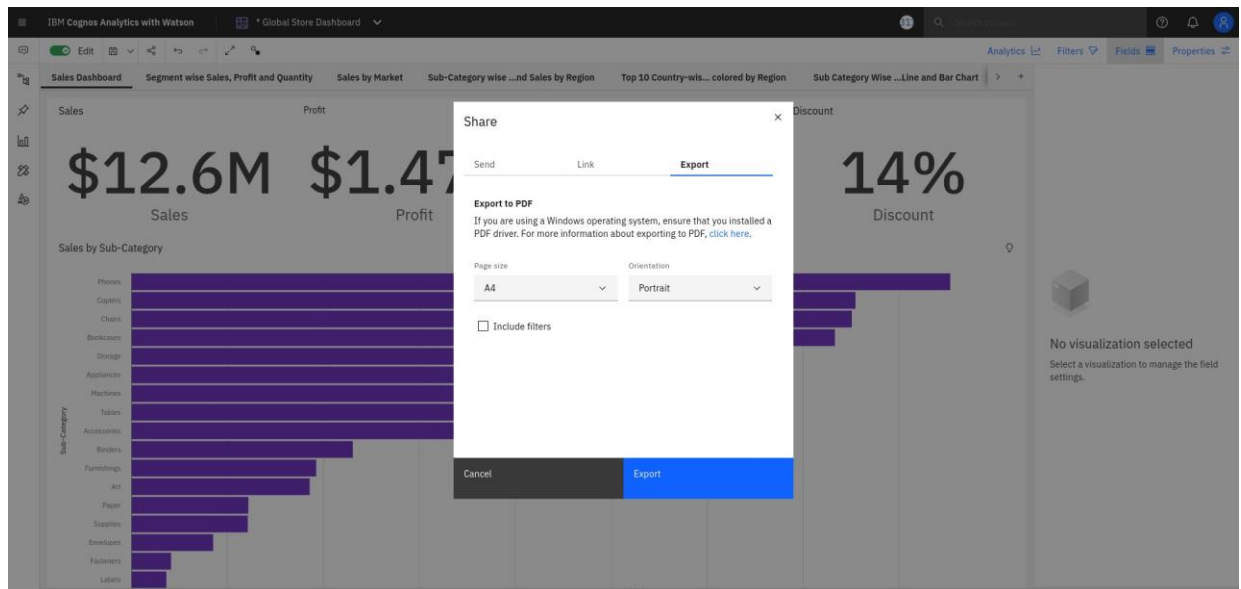 IBM Cognos Analytics with Watson
* Global Store Dashboard
Edit
Analytics
Filters
Fields
Properties
Sales Dashboard
Segment wise Sales, Profit and Quantity
Sales by Market
Sub-Category wise ...nd Sales by Region
Top 10 Country-wis... colored by Region
Sub Category Wise ...Line and Bar Chart
Sales
Profit
Discount
$12.6M
$1.47
14%
Sales
Profit
Discount
Sales by Sub-Category
Sub-Category
Phones
Copiers
Chairs
Bookcases
Storage
Appliances
Machines
Tables
Accessories
Binders
Furnishings
Art
Paper
Supplies
Envelopes
Fasteners
Labels
Share
Send
Link
Export
Export to PDF
If you are using a Windows operating system, ensure that you installed a
PDF driver. For more information about exporting to PDF, click here.
Page size
Orientation
A4
Portrait
Include filters
Cancel
Export
No visualization selected
Select a visualization to manage the field
settings.